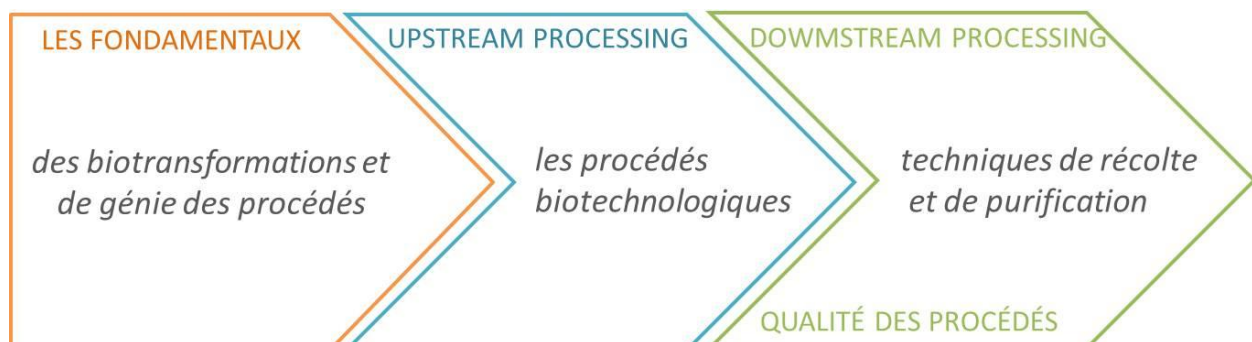 LES FONDAMENTAUX
des biotransformations et
de génie des procédés
UPSTREAM PROCESSING
les procédés
biotechnologiques
DOWMSTREAM PROCESSING
techniques de récolte
et de purification
QUALITÉ DES PROCÉDÉS